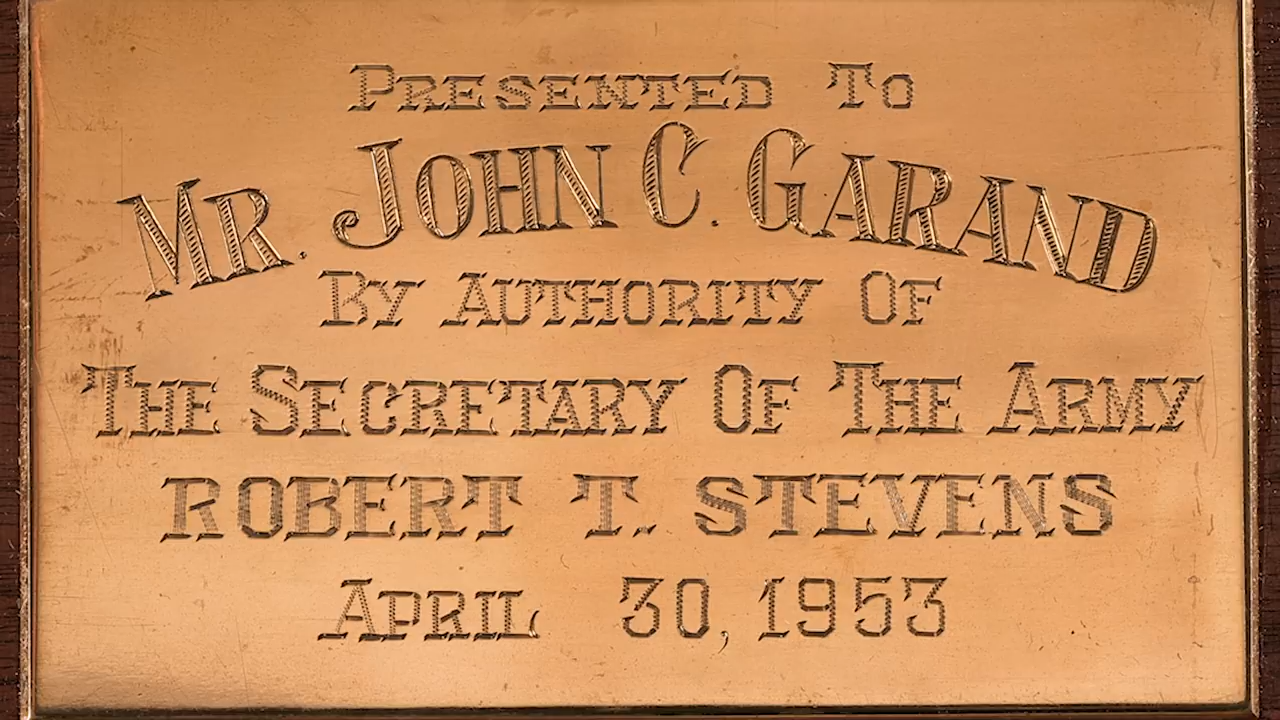 PRESENTED TO
MR. JOHN C. GARAND
BY AUTHORITY OF
THE SECRETARY OF THE ARMY
ROBERT T. STEVENS
APRIL 30, 1953